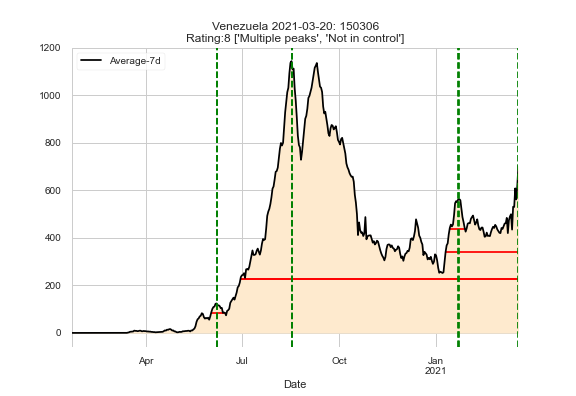 Venezuela 2021-03-20: 150306
Rating:8 ['Multiple peaks', 'Not in control']
1200
Average-7d
1000
800
600
400
200
0
Apr
Jul
Oct
Jan
2021
Date